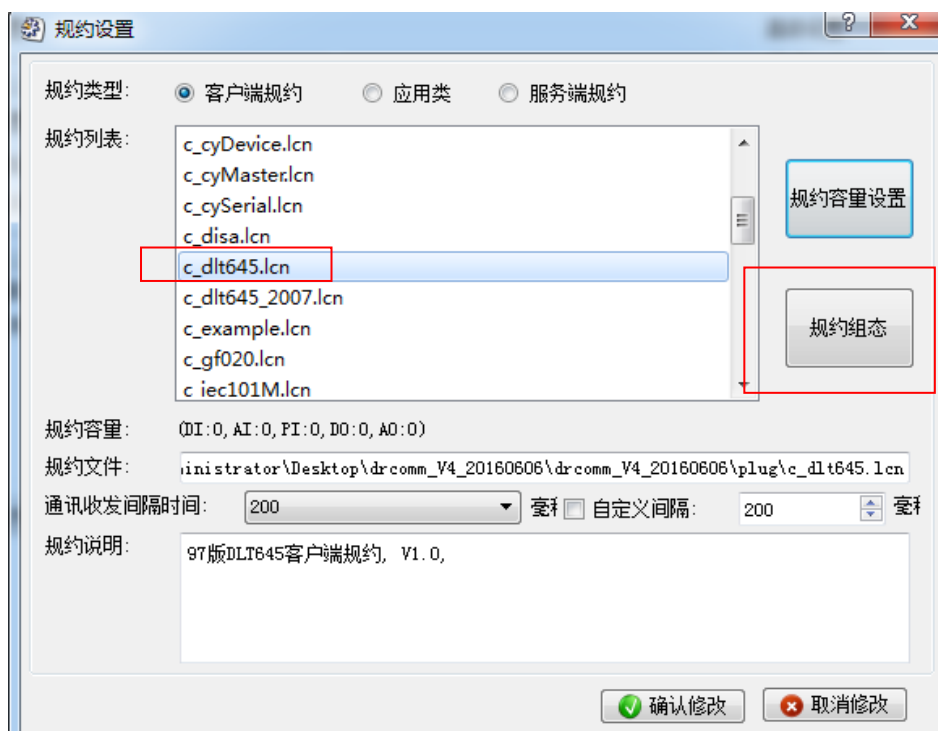 规约设置
规约类型: 客户端规约 应用类 服务端规约
规约列表:
c_cyDevice.lcn
c_cyMaster.lcn
c_cySerial.lcn
c_disa.lcn
c_dlt645.lcn
c_dlt645_2007.lcn
c_example.lcn
c_gf020.lcn
c_iec101M.lcn
规约容量设置
规约组态
规约容量: (DI:0, AI:0, PI:0, DO:0, AO:0)
规约文件: inistrator\Desktop\drcomm_V4_20160606\drcomm_V4_20160606\plug\c_dlt645.lcn
通讯收发间隔时间: 200 毫 自定义间隔: 200 毫
规约说明: 97版DLT645客户端规约, V1.0,
确认修改 取消修改